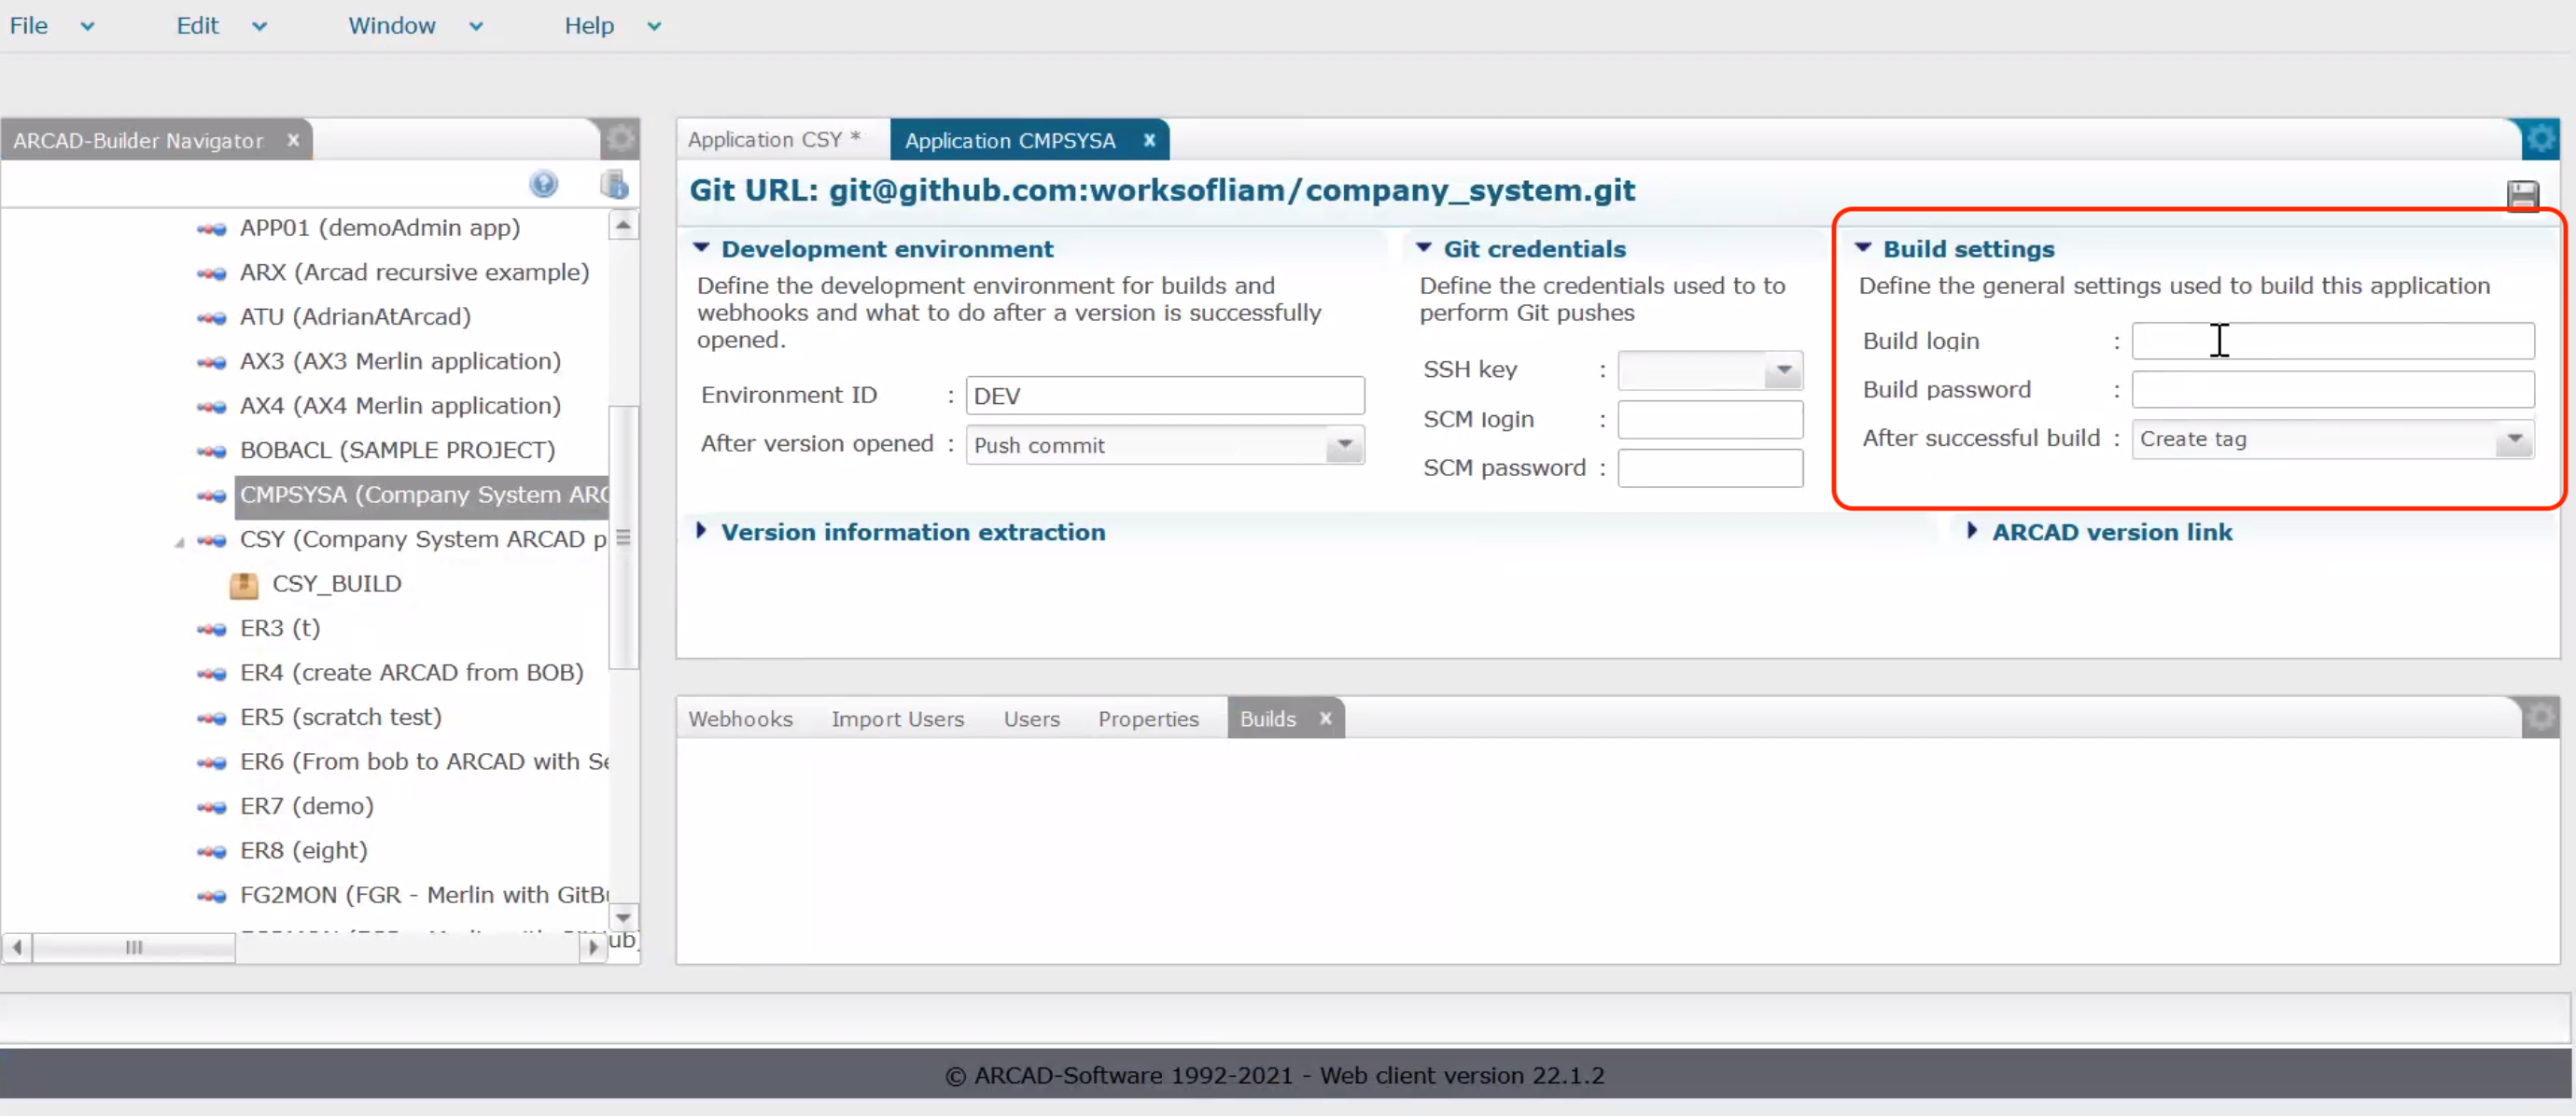 File
Edit
Window
Help
ARCAD-Builder Navigator x
APP01 (demoAdmin app)
ARX (Arcad recursive example)
ATU (AdrianAtArcad)
AX3 (AX3 Merlin application)
AX4 (AX4 Merlin application)
BOBACL (SAMPLE PROJECT)
CMPSYSA (Company System ARC
CSY (Company System ARCAD p
CSY_BUILD
ER3 (t)
ER4 (create ARCAD from BOB)
ER5 (scratch test)
ER6 (From bob to ARCAD with Se
ER7 (demo)
ER8 (eight)
FG2MON (FGR - Merlin with GitBu
ub)
Application CSY *
Application CMPSYSA x
Git URL: git@github.com:worksofliam/company_system.git
Development environment
Define the development environment for builds and
webhooks and what to do after a version is successfully
opened.
Environment ID : DEV
After version opened : Push commit
Git credentials
Define the credentials used to to
perform Git pushes
SSH key :
SCM login :
SCM password :
Build settings
Define the general settings used to build this application
Build login :
Build password :
After successful build : Create tag
Version information extraction
ARCAD version link
Webhooks
Import Users
Users
Properties
Builds x
© ARCAD-Software 1992-2021 - Web client version 22.1.2